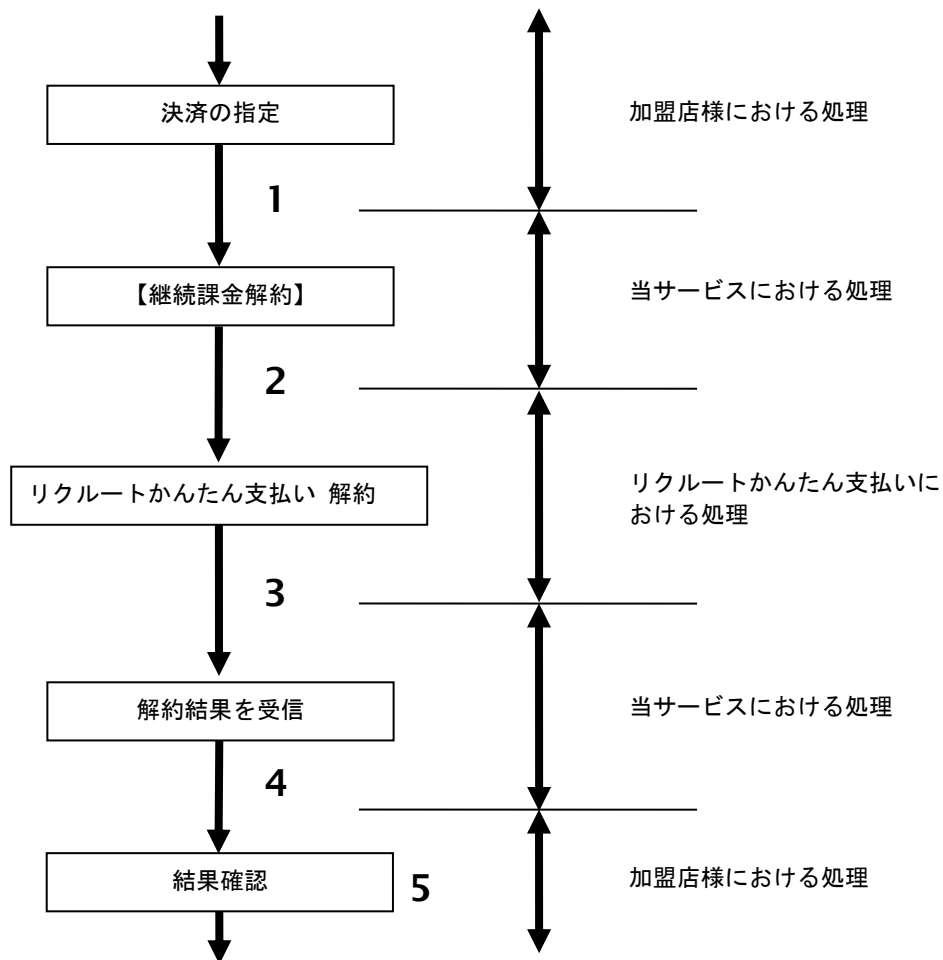 決済の指定
加盟店様における処理
1
【継続課金解約】
当サービスにおける処理
2
リクルートかんたん支払い 解約
リクルートかんたん支払いに
おける処理
3
解約結果を受信
当サービスにおける処理
4
結果確認
5
加盟店様における処理